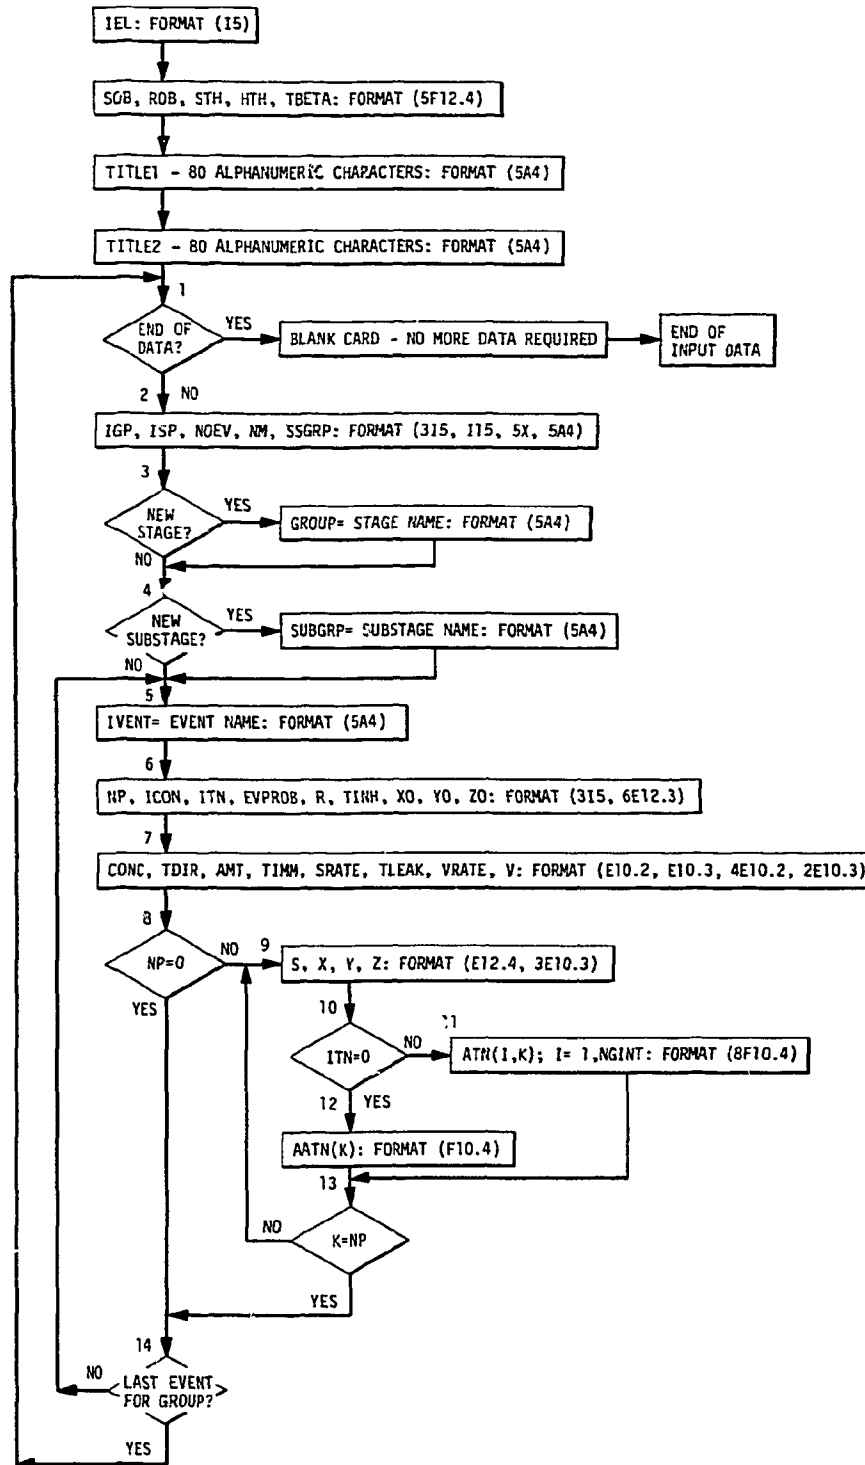 IEL: FORMAT (I5)
SOB, ROB, STH, HTH, TBETA: FORMAT (5F12.4)
TITLE1 - 80 ALPHANUMERIC CHARACTERS: FORMAT (5A4)
TITLE2 - 80 ALPHANUMERIC CHARACTERS: FORMAT (5A4)
1
END OF
DATA?
YES
BLANK CARD - NO MORE DATA REQUIRED
END OF
INPUT DATA
2
NO
IGP, ISP, NOEV, NM, SSGRP: FORMAT (3I5, I15, 5X, 5A4)
3
NEW
STAGE?
YES
GROUP= STAGE NAME: FORMAT (5A4)
NO
4
NEW
SUBSTAGE?
YES
SUBGRP= SUBSTAGE NAME: FORMAT (5A4)
NO
5
IVENT= EVENT NAME: FORMAT (5A4)
6
NP, ICON, ITN, EVPROB, R, TINH, XO, YO, ZO: FORMAT (3I5, 6E12.3)
7
CONC, TDIR, AMT, TIMM, SRATE, TLEAK, VRATE, V: FORMAT (E10.2, E10.3, 4E10.2, 2E10.3)
8
NP=0
NO
9
S, X, Y, Z: FORMAT (E12.4, 3E10.3)
YES
10
ITN=0
NO
11
ATN(I,K); I= 1,NGINT: FORMAT (8F10.4)
12
YES
AATN(K): FORMAT (F10.4)
13
NO
K=NP
YES
14
NO
LAST EVENT
FOR GROUP?
YES